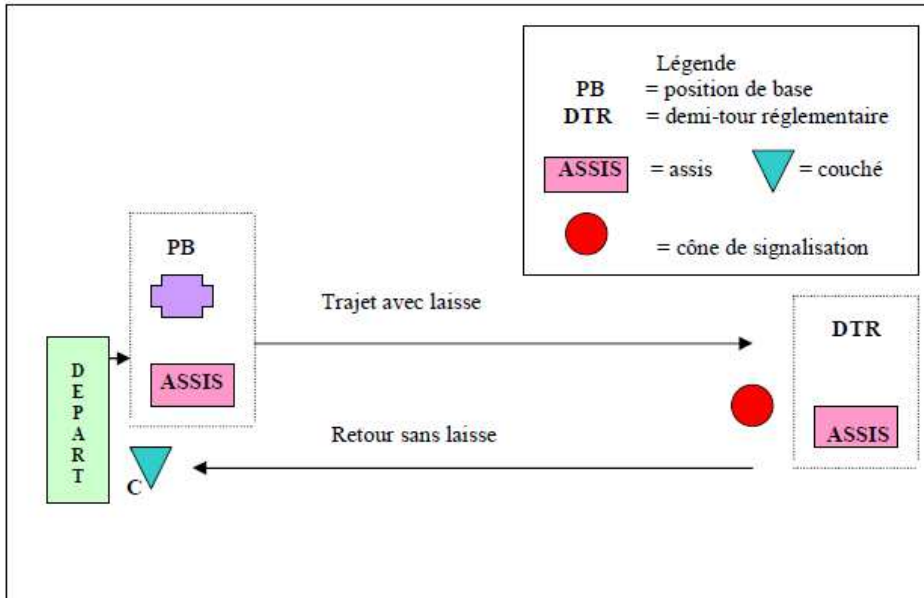 Légende
PB = position de base
DTR = demi-tour réglementaire
ASSIS = assis = couché
= cône de signalisation
PB
Trajet avec laisse
DTR
DEPART
ASSIS
Retour sans laisse
ASSIS
C